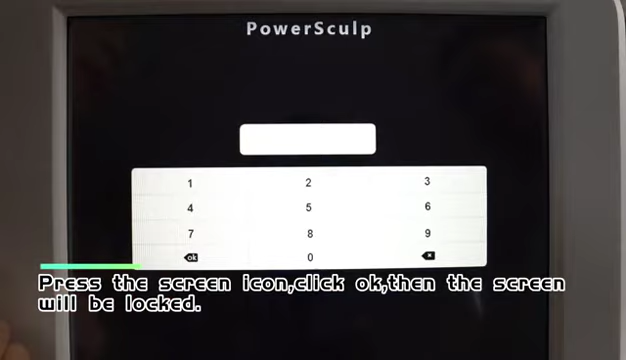 PowerSculp
1 2 3
4 5 6
7 8 9
ok 0
Press the screen icon,click ok,then the screen
will be locked.